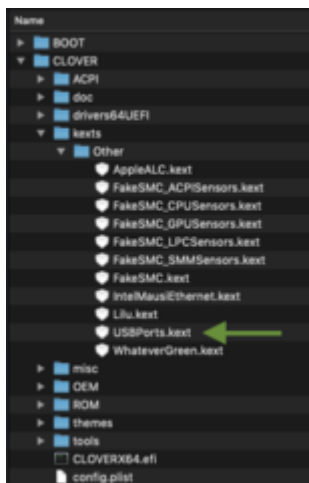 Name
BOOT
CLOVER
ACPI
doc
drivers64UEFI
kexts
Other
AppleALC.kext
FakeSMC_ACPISensors.kext
FakeSMC_CPUSensors.kext
FakeSMC_GPUSensors.kext
FakeSMC_LPCSensors.kext
FakeSMC_SMMSensors.kext
FakeSMC.kext
IntelMausiEthernet.kext
Lilu.kext
USBPorts.kext
WhateverGreen.kext
misc
OEM
ROM
themes
tools
CLOVERX64.efi
config.plist